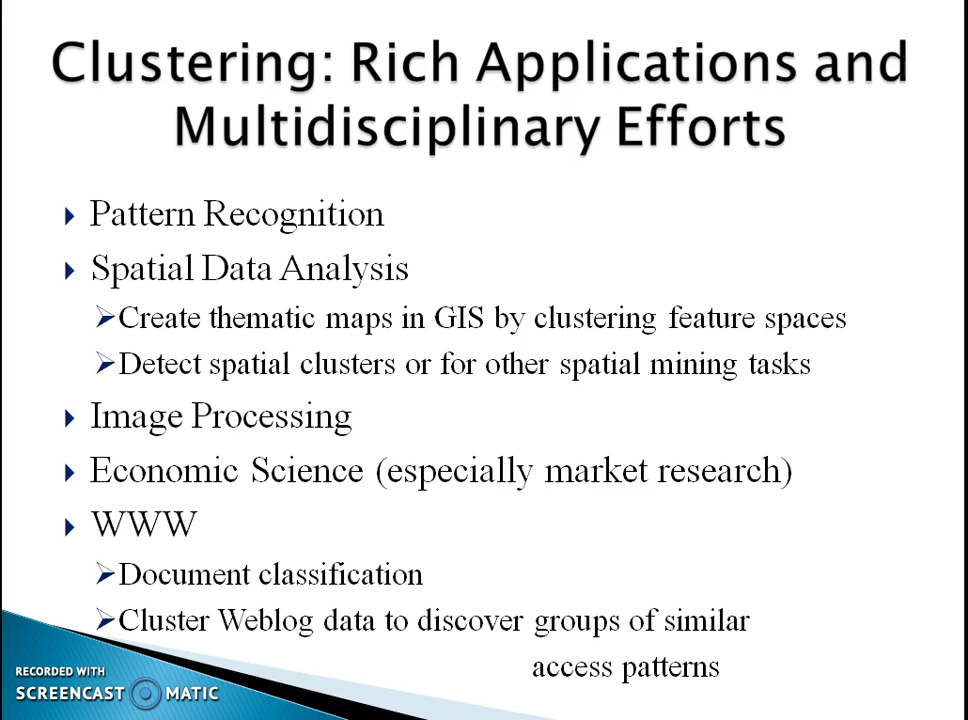 Clustering: Rich Applications and
Multidisciplinary Efforts
Pattern Recognition
Spatial Data Analysis
Create thematic maps in GIS by clustering feature spaces
Detect spatial clusters or for other spatial mining tasks
Image Processing
Economic Science (especially market research)
WWW
Document classification
Cluster Weblog data to discover groups of similar
access patterns
RECORDED WITH
SCREENCAST MATIC